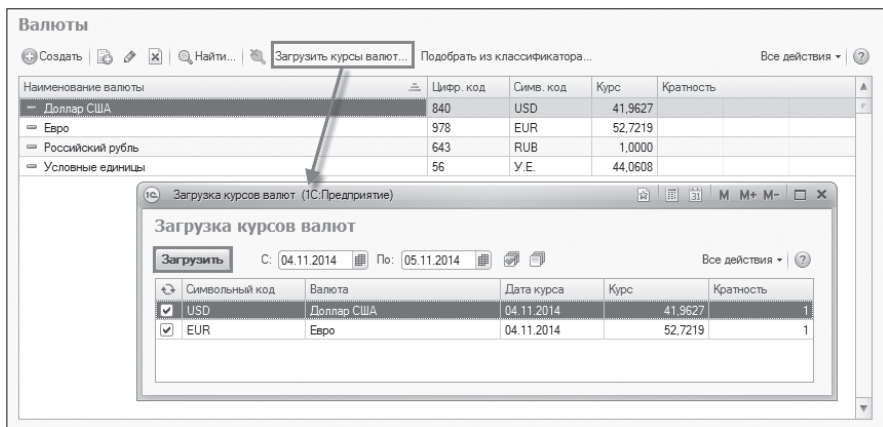 Валюты
Создать Найти... Загрузить курсы валют... Подобрать из классификатора... Все действия ?
Наименование валюты Цифр. код Симв. код Курс Кратность
Доллар США 840 USD 41,9627
Евро 978 EUR 52,7219
Российский рубль 643 RUB 1,0000
Условные единицы 56 У.Е. 44,0608
1С Загрузка курсов валют (1С:Предприятие) 31 M M+ M-
Загрузка курсов валют
Загрузить С: 04.11.2014 По: 05.11.2014 Все действия ?
Символьный код Валюта Дата курса Курс Кратность
USD Доллар США 04.11.2014 41,9627 1
EUR Евро 04.11.2014 52,7219 1